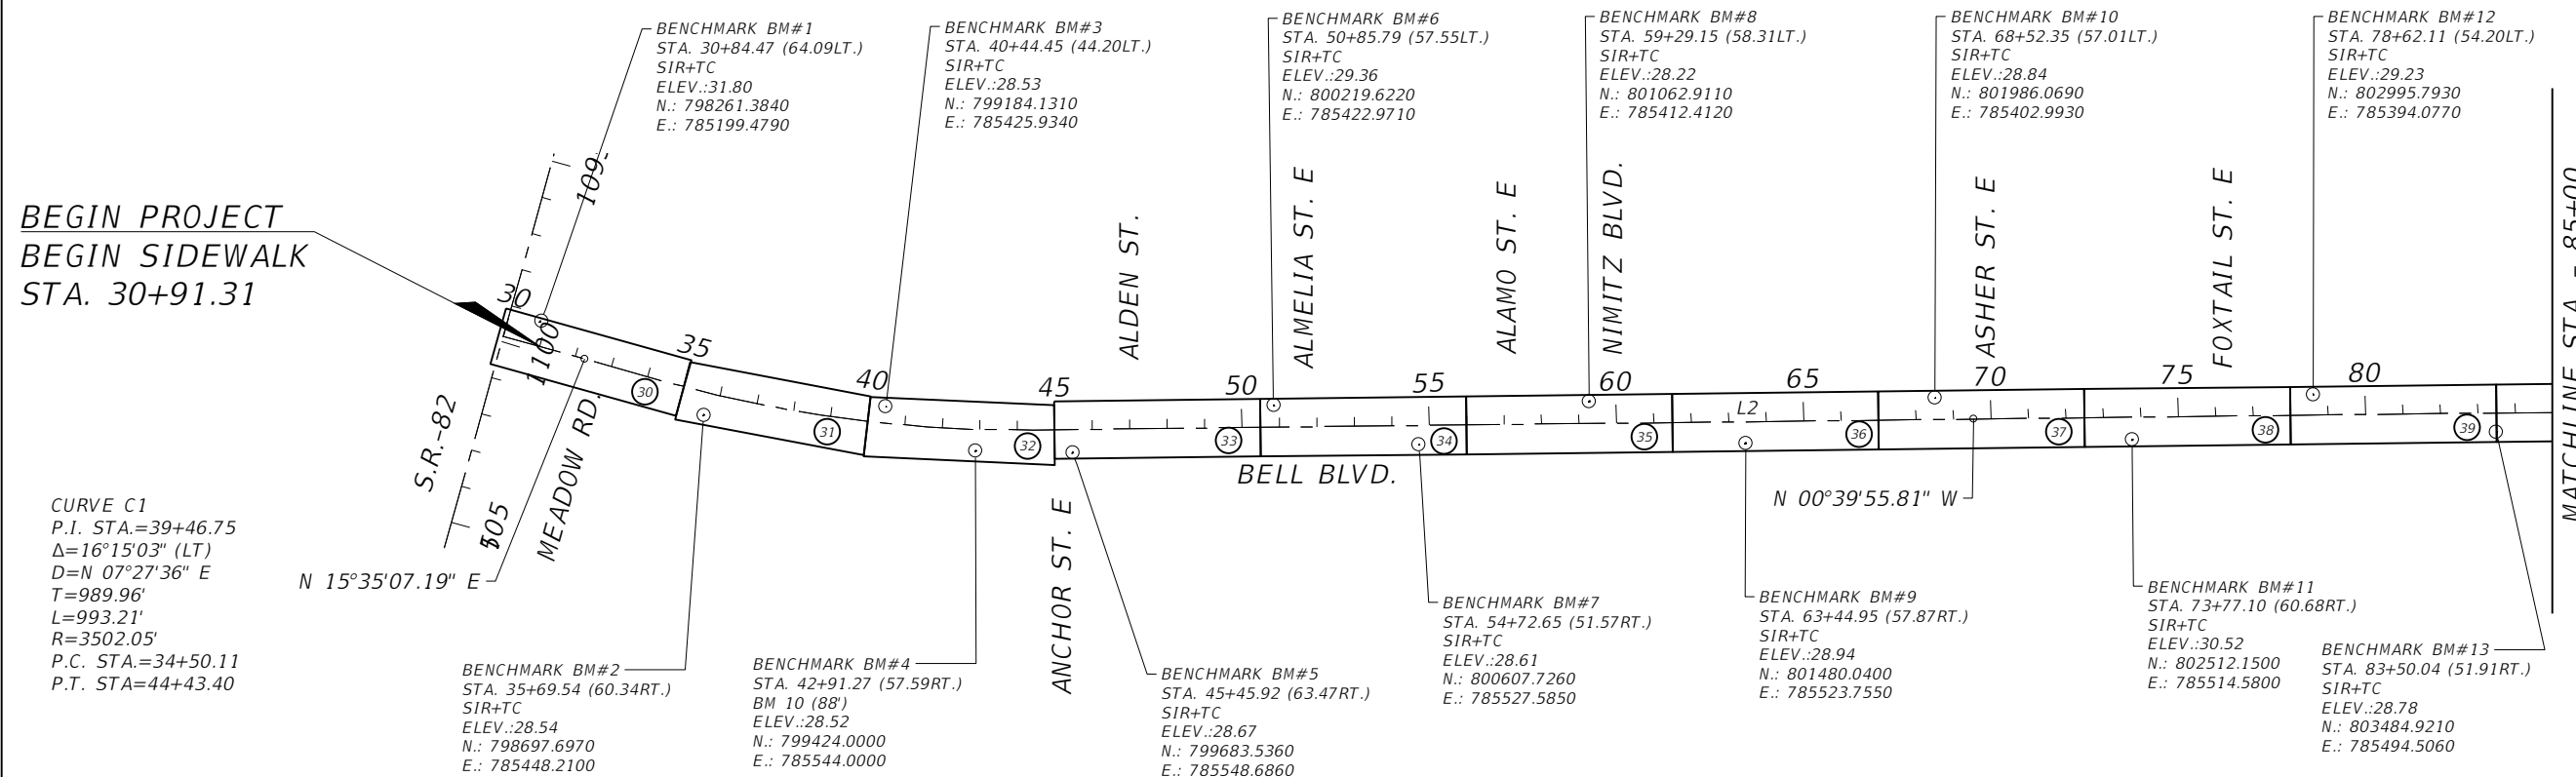 BENCHMARK BM#1
STA. 30+84.47 (64.09LT.)
SIR+TC
ELEV.:31.80
N.: 798261.3840
E.: 785199.4790
BENCHMARK BM#3
STA. 40+44.45 (44.20LT.)
SIR+TC
ELEV.:28.53
N.: 799184.1310
E.: 785425.9340
BENCHMARK BM#6
STA. 50+85.79 (57.55LT.)
SIR+TC
ELEV.:29.36
N.: 800219.6220
E.: 785422.9710
BENCHMARK BM#8
STA. 59+29.15 (58.31LT.)
SIR+TC
ELEV.:28.22
N.: 801062.9110
E.: 785412.4120
BENCHMARK BM#10
STA. 68+52.35 (57.01LT.)
SIR+TC
ELEV.:28.84
N.: 801986.0690
E.: 785402.9930
BENCHMARK BM#12
STA. 78+62.11 (54.20LT.)
SIR+TC
ELEV.:29.23
N.: 802995.7930
E.: 785394.0770
BEGIN PROJECT
BEGIN SIDEWALK
STA. 30+91.31
109
1100
105
S.R.-82
MEADOW RD.
ALDEN ST.
ALMELIA ST. E
ALAMO ST. E
NIMITZ BLVD.
ASHER ST. E
FOXTAIL ST. E
MATCHLINE STA - 85+00
30
35
40
45
50
55
60
65
70
75
80
30
31
32
33
34
35
36
37
38
39
L2
BELL BLVD.
ANCHOR ST. E
N 00°39'55.81" W
N 15°35'07.19" E
CURVE C1
P.I. STA.=39+46.75
Δ=16°15'03" (LT)
D=N 07°27'36" E
T=989.96'
L=993.21'
R=3502.05'
P.C. STA.=34+50.11
P.T. STA=44+43.40
BENCHMARK BM#2
STA. 35+69.54 (60.34RT.)
SIR+TC
ELEV.:28.54
N.: 798697.6970
E.: 785448.2100
BENCHMARK BM#4
STA. 42+91.27 (57.59RT.)
BM 10 (88')
ELEV.:28.52
N.: 799424.0000
E.: 785544.0000
BENCHMARK BM#5
STA. 45+45.92 (63.47RT.)
SIR+TC
ELEV.:28.67
N.: 799683.5360
E.: 785548.6860
BENCHMARK BM#7
STA. 54+72.65 (51.57RT.)
SIR+TC
ELEV.:28.61
N.: 800607.7260
E.: 785527.5850
BENCHMARK BM#9
STA. 63+44.95 (57.87RT.)
SIR+TC
ELEV.:28.94
N.: 801480.0400
E.: 785523.7550
BENCHMARK BM#11
STA. 73+77.10 (60.68RT.)
SIR+TC
ELEV.:30.52
N.: 802512.1500
E.: 785514.5800
BENCHMARK BM#13
STA. 83+50.04 (51.91RT.)
SIR+TC
ELEV.:28.78
N.: 803484.9210
E.: 785494.5060